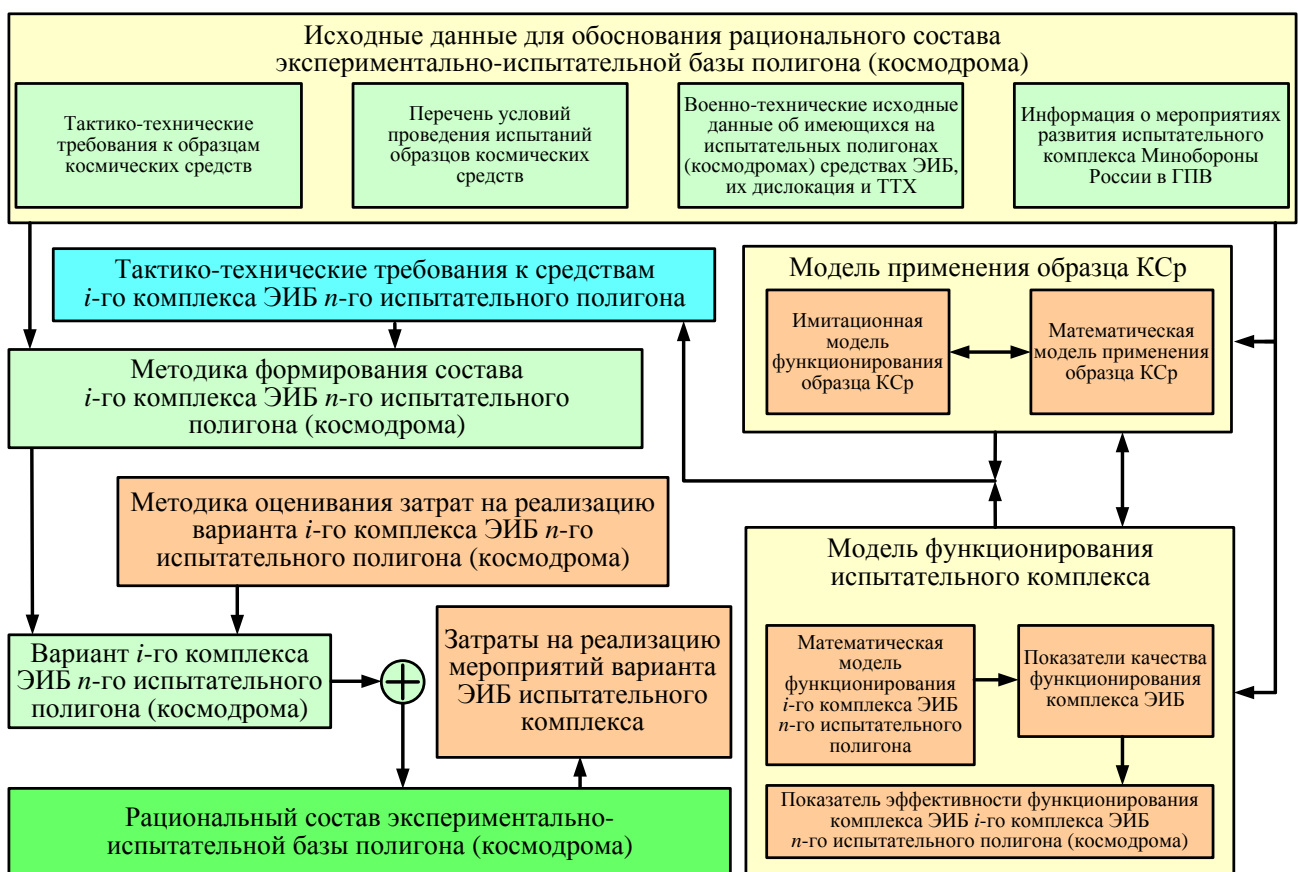 Исходные данные для обоснования рационального состава
экспериментально-испытательной базы полигона (космодрома)
Тактико-технические
требования к образцам
космических средств
Перечень условий
проведения испытаний
образцов космических
средств
Военно-технические исходные
данные об имеющихся на
испытательных полигонах
(космодромах) средствах ЭИБ,
их дислокация и ТТХ
Информация о мероприятиях
развития испытательного
комплекса Минобороны
России в ГПВ
Тактико-технические требования к средствам
i-го комплекса ЭИБ n-го испытательного полигона
Методика формирования состава
i-го комплекса ЭИБ n-го испытательного
полигона (космодрома)
Модель применения образца КСр
Имитационная
модель
функционирования
образца КСр
Математическая
модель применения
образца КСр
Методика оценивания затрат на реализацию
варианта i-го комплекса ЭИБ n-го
испытательного полигона (космодрома)
Вариант i-го комплекса
ЭИБ n-го испытательного
полигона (космодрома)
Затраты на реализацию
мероприятий варианта
ЭИБ испытательного
комплекса
Рациональный состав экспериментально-
испытательной базы полигона (космодрома)
Модель функционирования
испытательного комплекса
Математическая
модель
функционирования
i-го комплекса ЭИБ
n-го испытательного
полигона
Показатели качества
функционирования
комплекса ЭИБ
Показатель эффективности функционирования
комплекса ЭИБ i-го комплекса ЭИБ
n-го испытательного полигона (космодрома)